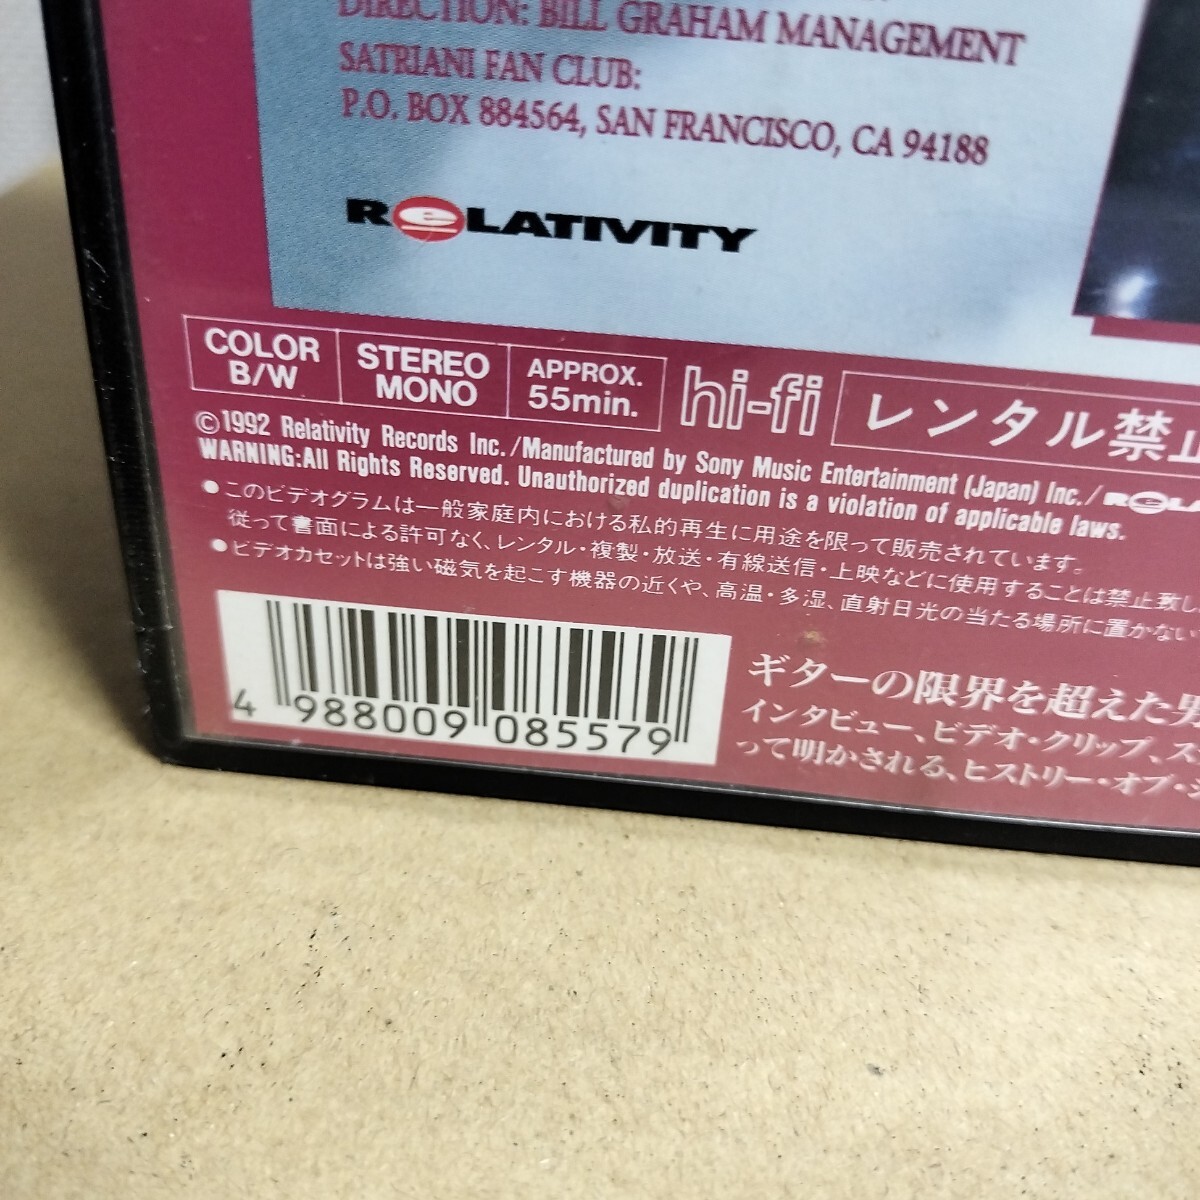 DIRECTION: BILL GRAHAM MANAGEMENT
SATRIANI FAN CLUB:
P.O. BOX 884564, SAN FRANCISCO, CA 94188
ReLATIVITY
COLOR
B/W
STEREO
MONO
APPROX.
55min.
hi-fi
レンタル禁止
©1992 Relativity Records Inc./Manufactured by Sony Music Entertainment (Japan) Inc./
WARNING:All Rights Reserved. Unauthorized duplication is a violation of applicable laws.
●このビデオグラムは一般家庭内における私的再生に用途を限って販売されています。
従って書面による許可なく、レンタル・複製・放送・有線送信・上映などに使用することは禁止致し
●ビデオカセットは強い磁気を起こす機器の近くや、高温・多湿、直射日光の当たる場所に置かない
4 988009 085579
ギターの限界を超えた男
インタビュー、ビデオ・クリップ、ス
って明かされる、ヒストリー・オブ・